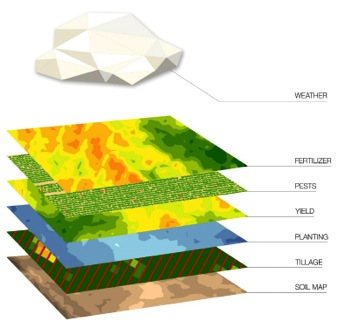 WEATHER
FERTILIZER
PESTS
YIELD
PLANTING
TILLAGE
SOIL MAP